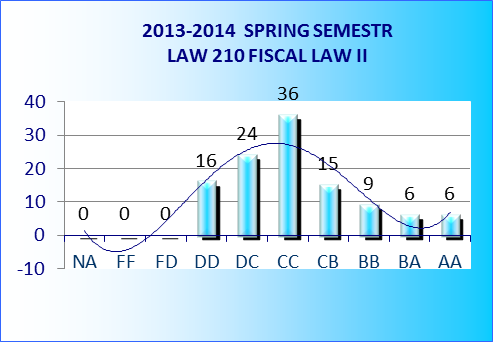 2013-2014 SPRING SEMESTR
LAW 210 FISCAL LAW II
40
30
20
10
0
-10
0 0 0 16 24 36 15 9 6 6
NA FF FD DD DC CC CB BB BA AA